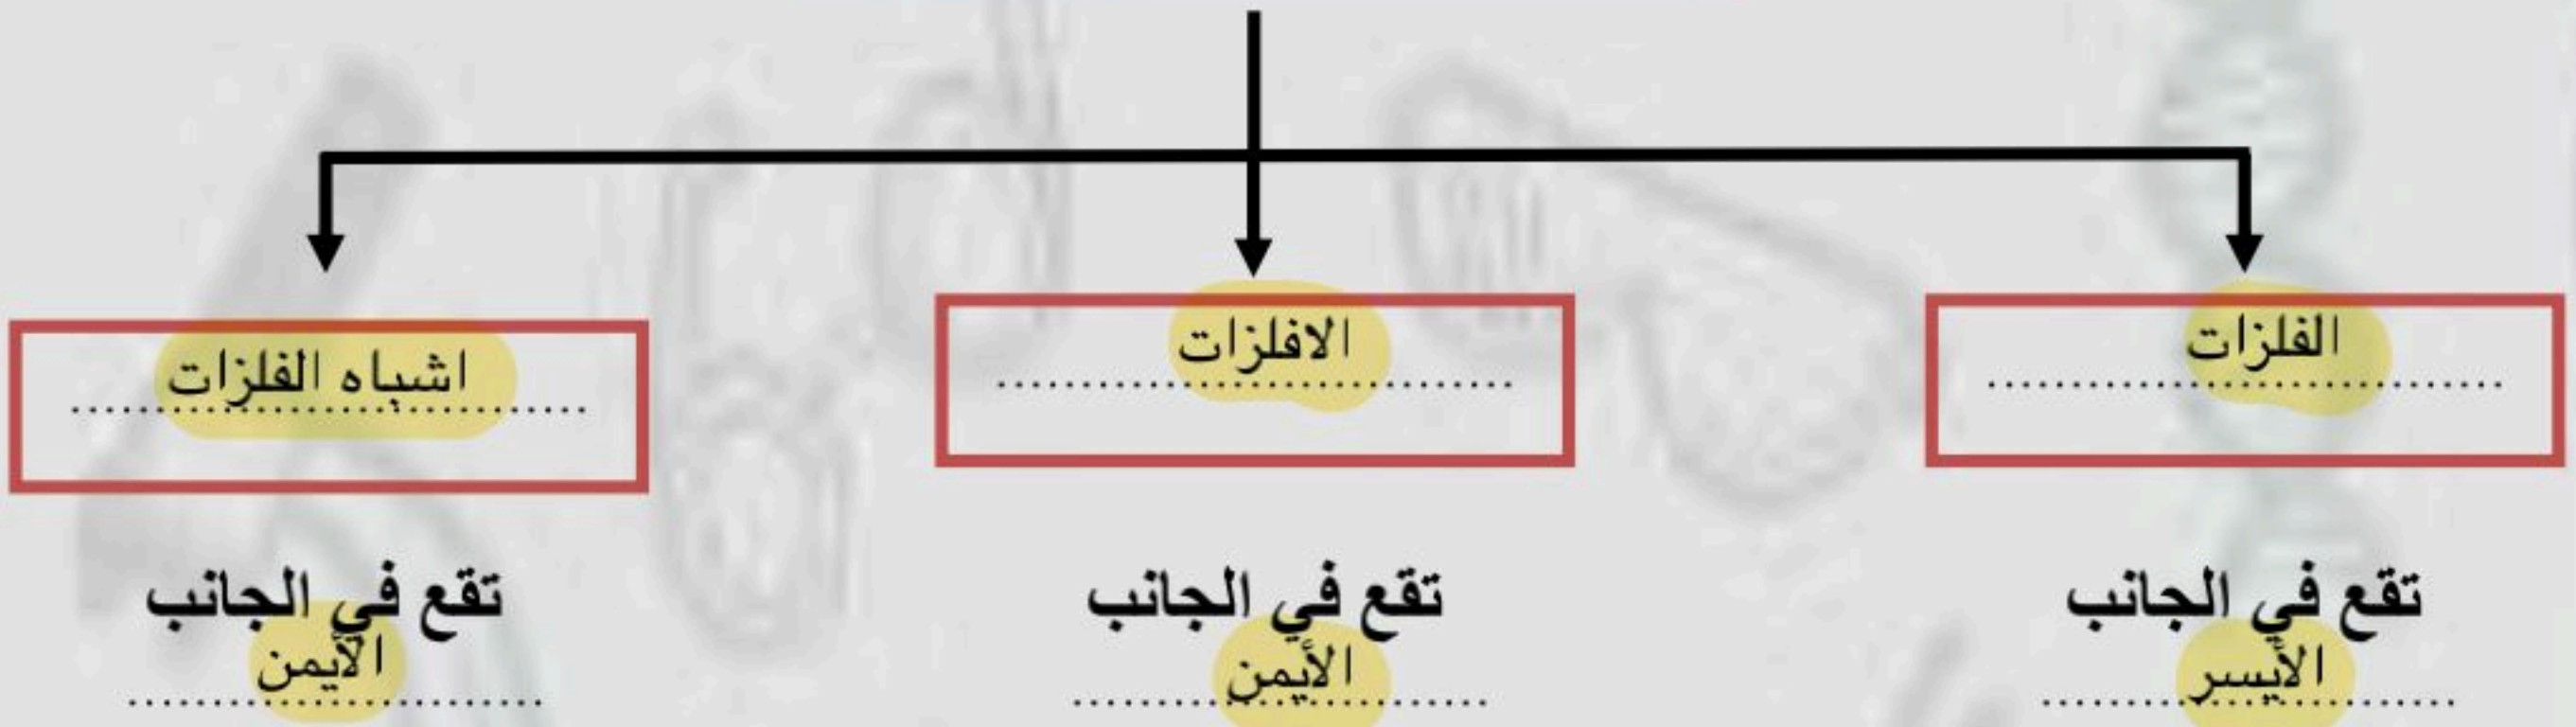 الفلزات
الافلزات
اشباه الفلزات
تقع في الجانب
الأيسر
تقع في الجانب
الأيمن
تقع في الجانب
الأيمن